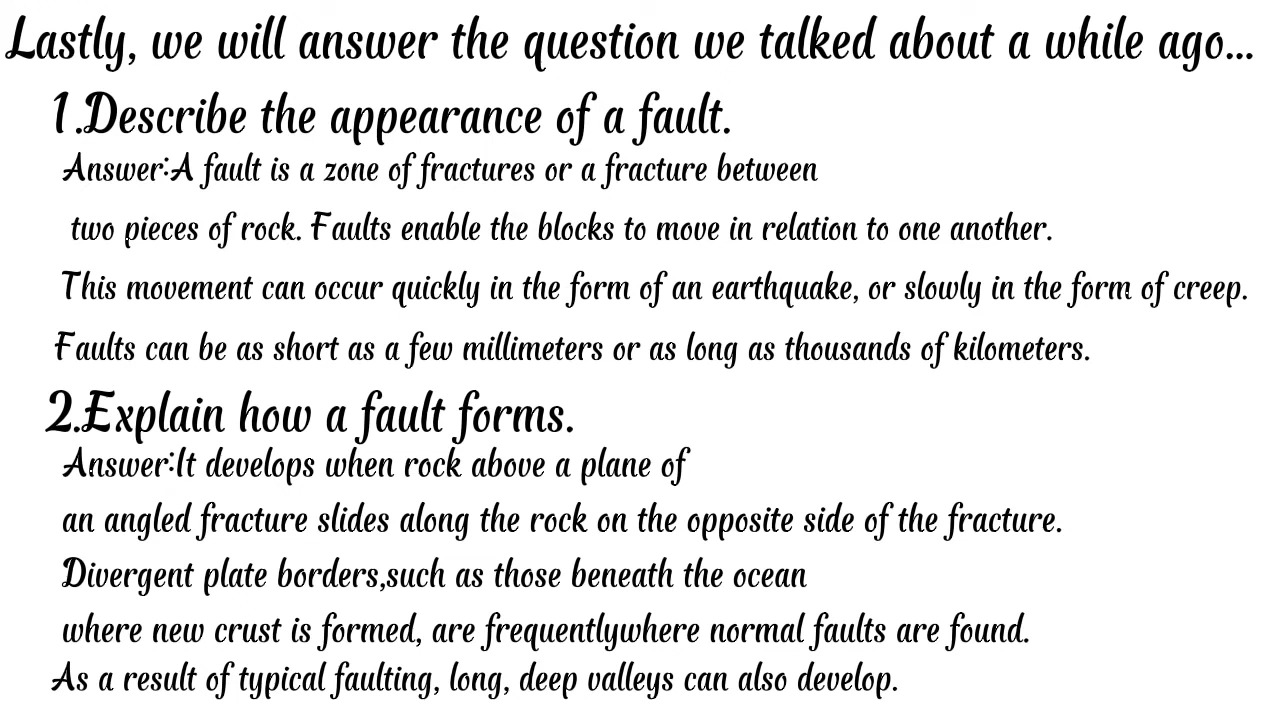 Lastly, we will answer the question we talked about a while ago...
1.Describe the appearance of a fault.
Answer:A fault is a zone of fractures or a fracture between
two pieces of rock. Faults enable the blocks to move in relation to one another.
This movement can occur quickly in the form of an earthquake, or slowly in the form of creep.
Faults can be as short as a few millimeters or as long as thousands of kilometers.
2.Explain how a fault forms.
Answer:It develops when rock above a plane of
an angled fracture slides along the rock on the opposite side of the fracture.
Divergent plate borders,such as those beneath the ocean
where new crust is formed, are frequentlywhere normal faults are found.
As a result of typical faulting, long, deep valleys can also develop.